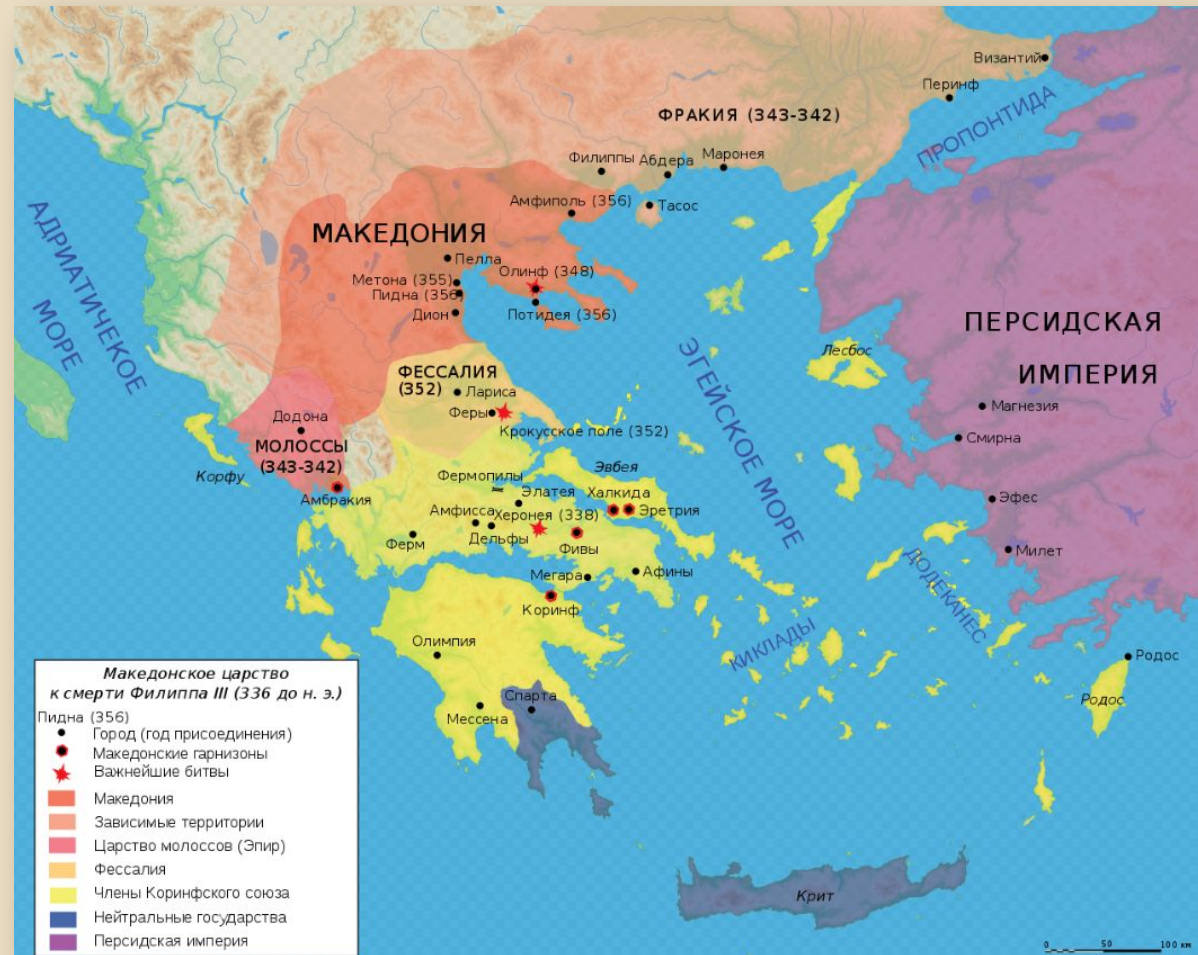 Византий
Перинф
ФРАКИЯ (343-342)
ПРОПОНТИДА
Филиппы
Абдера
Маронея
Амфиполь (356)
Тасос
АДРИАТИЧЕКОЕ
МОРЕ
МАКЕДОНИЯ
Пелла
Олинф (348)
Метона (355)
Пидна (356)
Дион
Потидея (356)
ПЕРСИДСКАЯ
ИМПЕРИЯ
ЭГЕЙСКОЕ МОРЕ
Лесбос
ФЕССАЛИЯ
(352)
Лариса
Феры
Крокусское поле (352)
Магнезия
Смирна
Додона
МОЛОССЫ
(343-342)
Корфу
Амбракия
Эвбея
Фермопилы
Элатея
Халкида
Эретрия
Эфес
Амфисса
Херонея (338)
Дельфы
Ферм
Фивы
Милет
Мегара
Афины
ДОДЕКАНЕС
Коринф
КИКЛАДЫ
Олимпия
Родос
Родос
Спарта
Мессена
Крит
Македонское царство
к смерти Филиппа III (336 до н. э.)
Пидна (356)
Город (год присоединения)
Македонские гарнизоны
Важнейшие битвы
Македония
Зависимые территории
Царство молоссов (Эпир)
Фессалия
Члены Коринфского союза
Нейтральные государства
Персидская империя
0 50 100 км